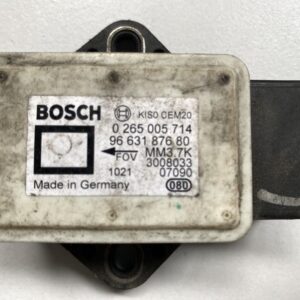 BOSCH KISO CEM20
0 265 005 714
96 631 876 80
FOV MM3.7K
3008033
1021 07090
Made in Germany 080